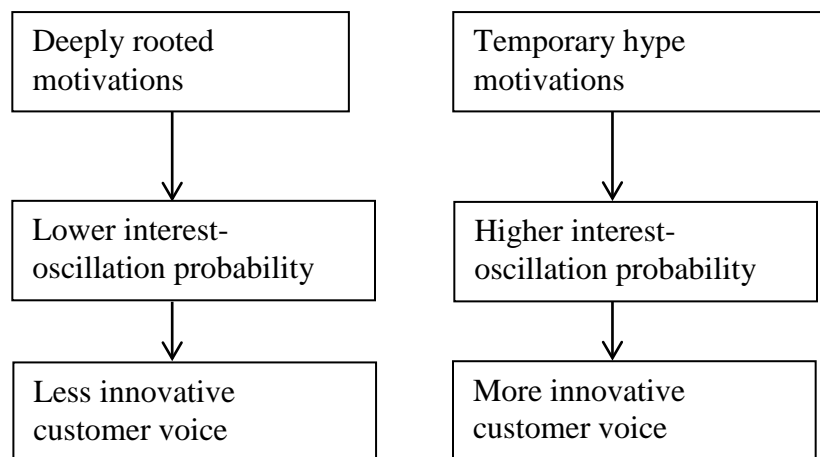 Deeply rooted
motivations
Temporary hype
motivations
Lower interest-
oscillation probability
Higher interest-
oscillation probability
Less innovative
customer voice
More innovative
customer voice